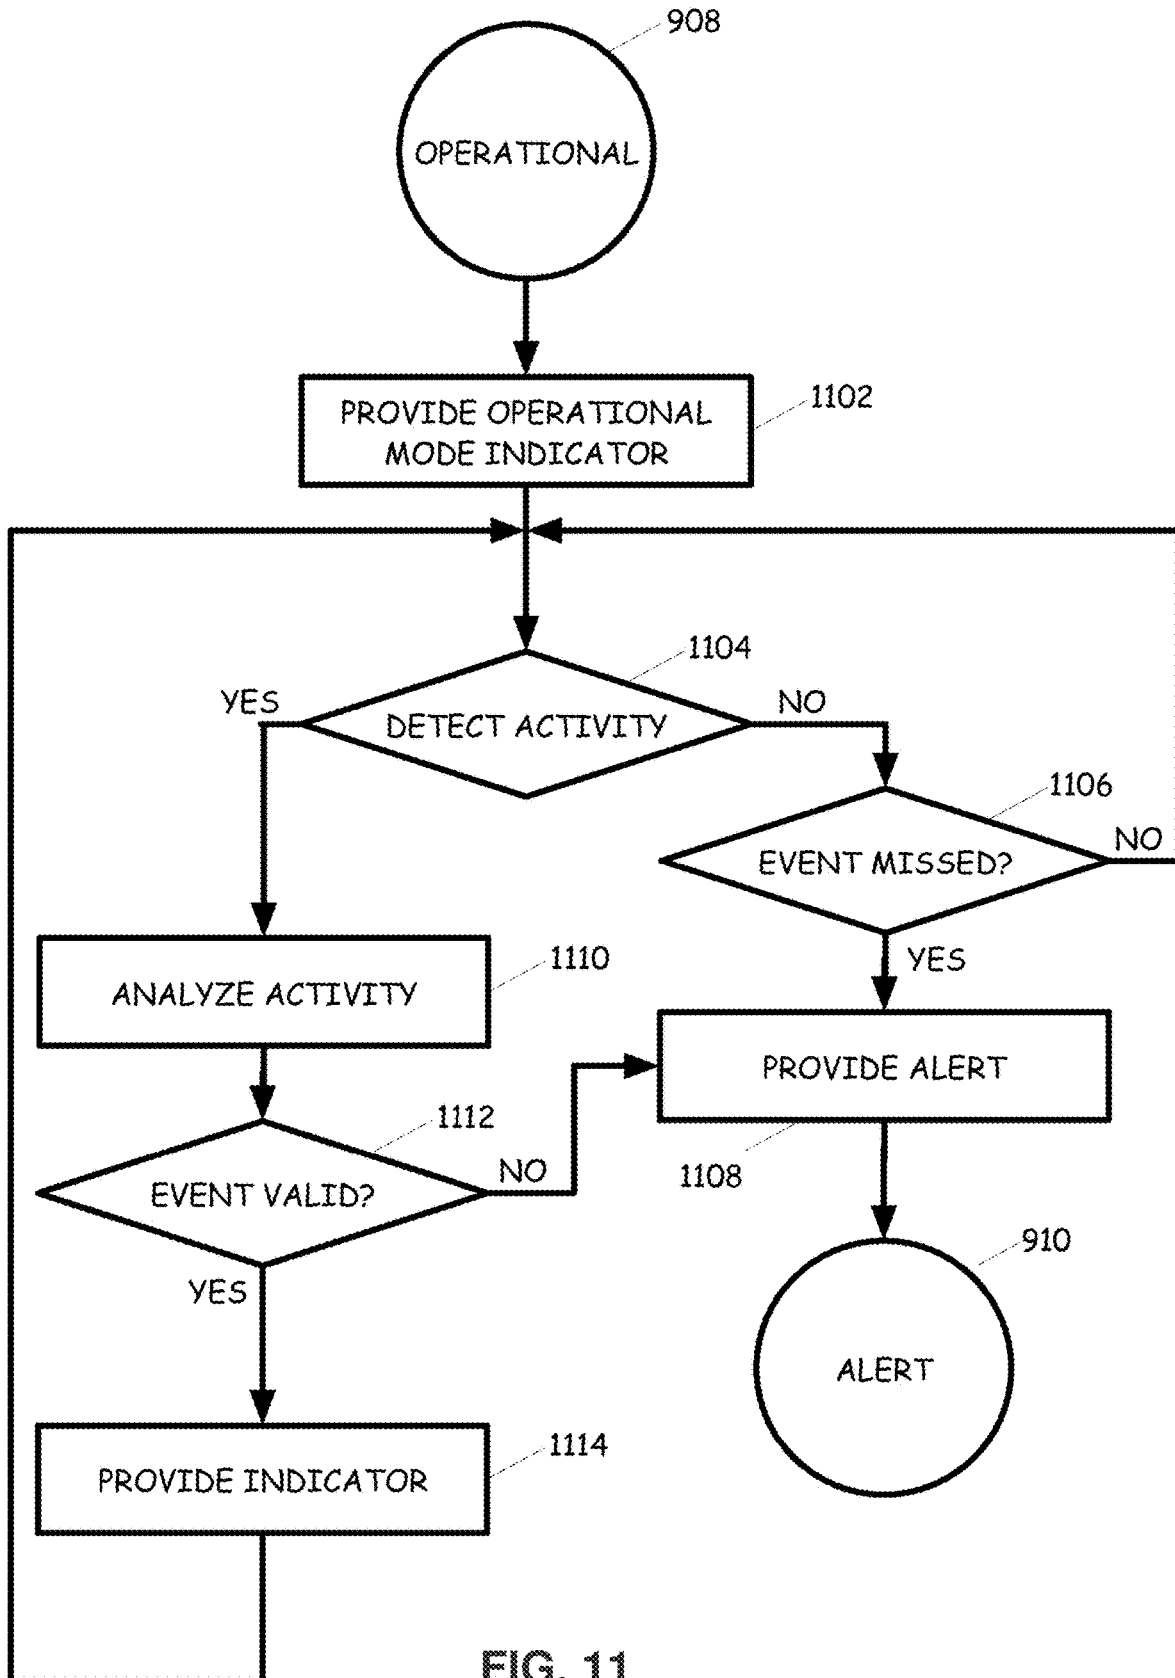 908
OPERATIONAL
PROVIDE OPERATIONAL
MODE INDICATOR
1102
1104
YES
DETECT ACTIVITY
NO
1106
EVENT MISSED?
NO
YES
1110
ANALYZE ACTIVITY
PROVIDE ALERT
1112
EVENT VALID?
NO
1108
YES
910
ALERT
1114
PROVIDE INDICATOR
FIG. 11